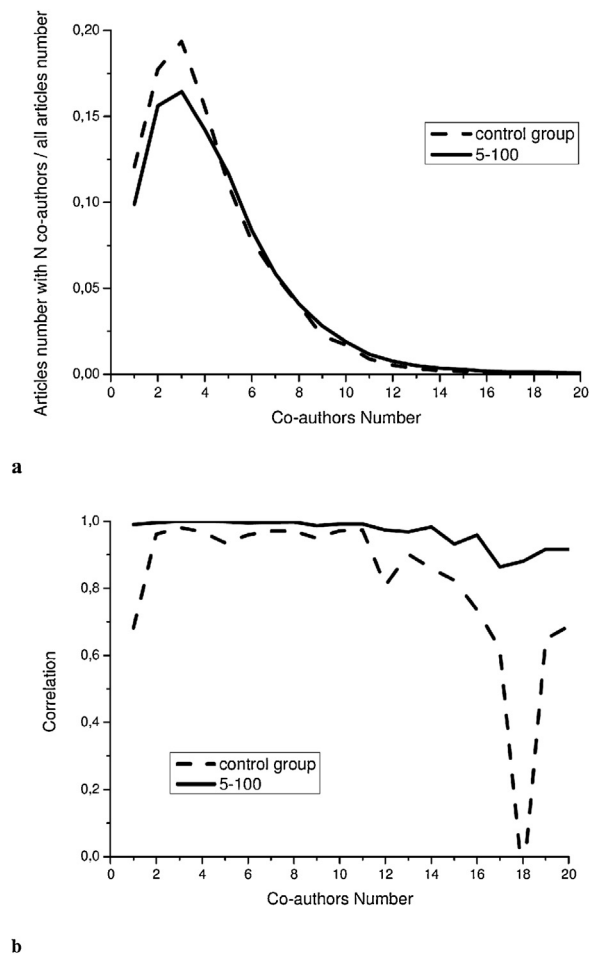 Articles number with N co-authors / all articles number
0,20
0,15
0,10
0,05
0,00
control group
5-100
0 2 4 6 8 10 12 14 16 18 20
Co-authors Number
a
Correlation
1,0
0,8
0,6
0,4
0,2
0,0
control group
5-100
0 2 4 6 8 10 12 14 16 18 20
Co-authors Number
b